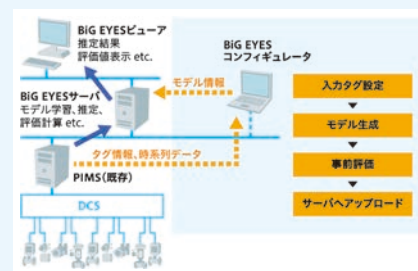 BiG EYESビューア
推定結果
評価値表示 etc.
BiG EYESサーバ
モデル学習、推定、
評価計算 etc.
モデル情報
BiG EYES
コンフィギュレータ
タグ情報、時系列データ
PIMS(既存)
DCS
入力タグ設定
モデル生成
事前評価
サーバへアップロード